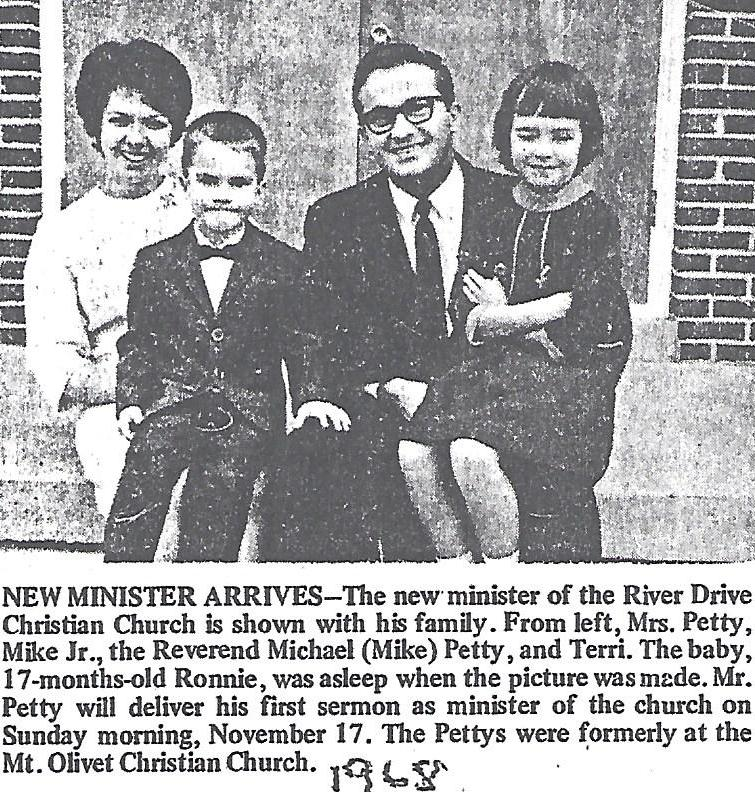 NEW MINISTER ARRIVES—The new minister of the River Drive
Christian Church is shown with his family. From left, Mrs. Petty,
Mike Jr., the Reverend Michael (Mike) Petty, and Terri. The baby,
17-months-old Ronnie, was asleep when the picture was made. Mr.
Petty will deliver his first sermon as minister of the church on
Sunday morning, November 17. The Pettys were formerly at the
Mt. Olivet Christian Church. 1968